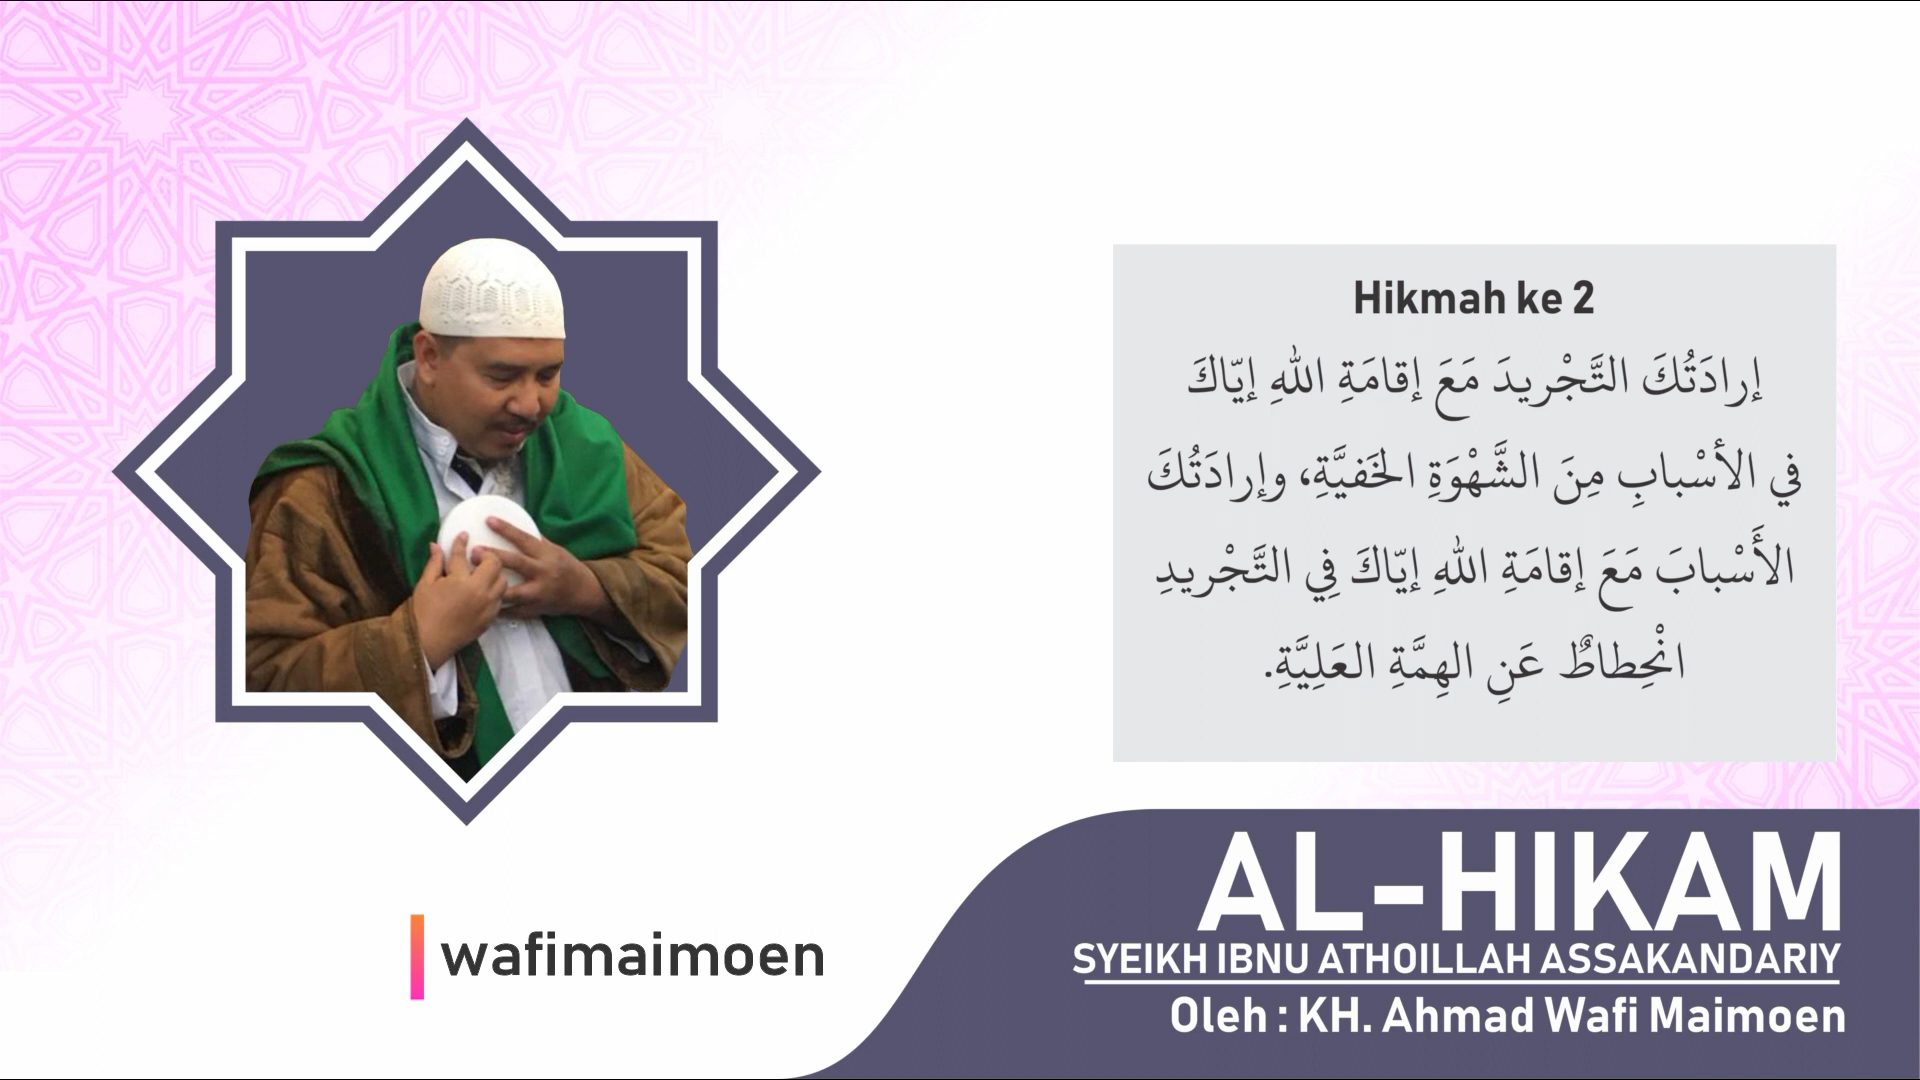 Hikmah ke 2
إرادَتُكَ التَّجْريدَ مَعَ إقامَةِ اللهِ إيّاكَ
في الأسْبابِ مِنَ الشَّهْوَةِ الخَفيَّةِ، وإرادَتُكَ
الأَسْبابَ مَعَ إقامَةِ اللهِ إيّاكَ فِي التَّجْريدِ
انْحِطاطٌ عَنِ الهِمَّةِ العَلِيَّةِ.
wafimaimoen
AL-HIKAM
SYEIKH IBNU ATHOILLAH ASSAKANDARIY
Oleh : KH. Ahmad Wafi Maimoen